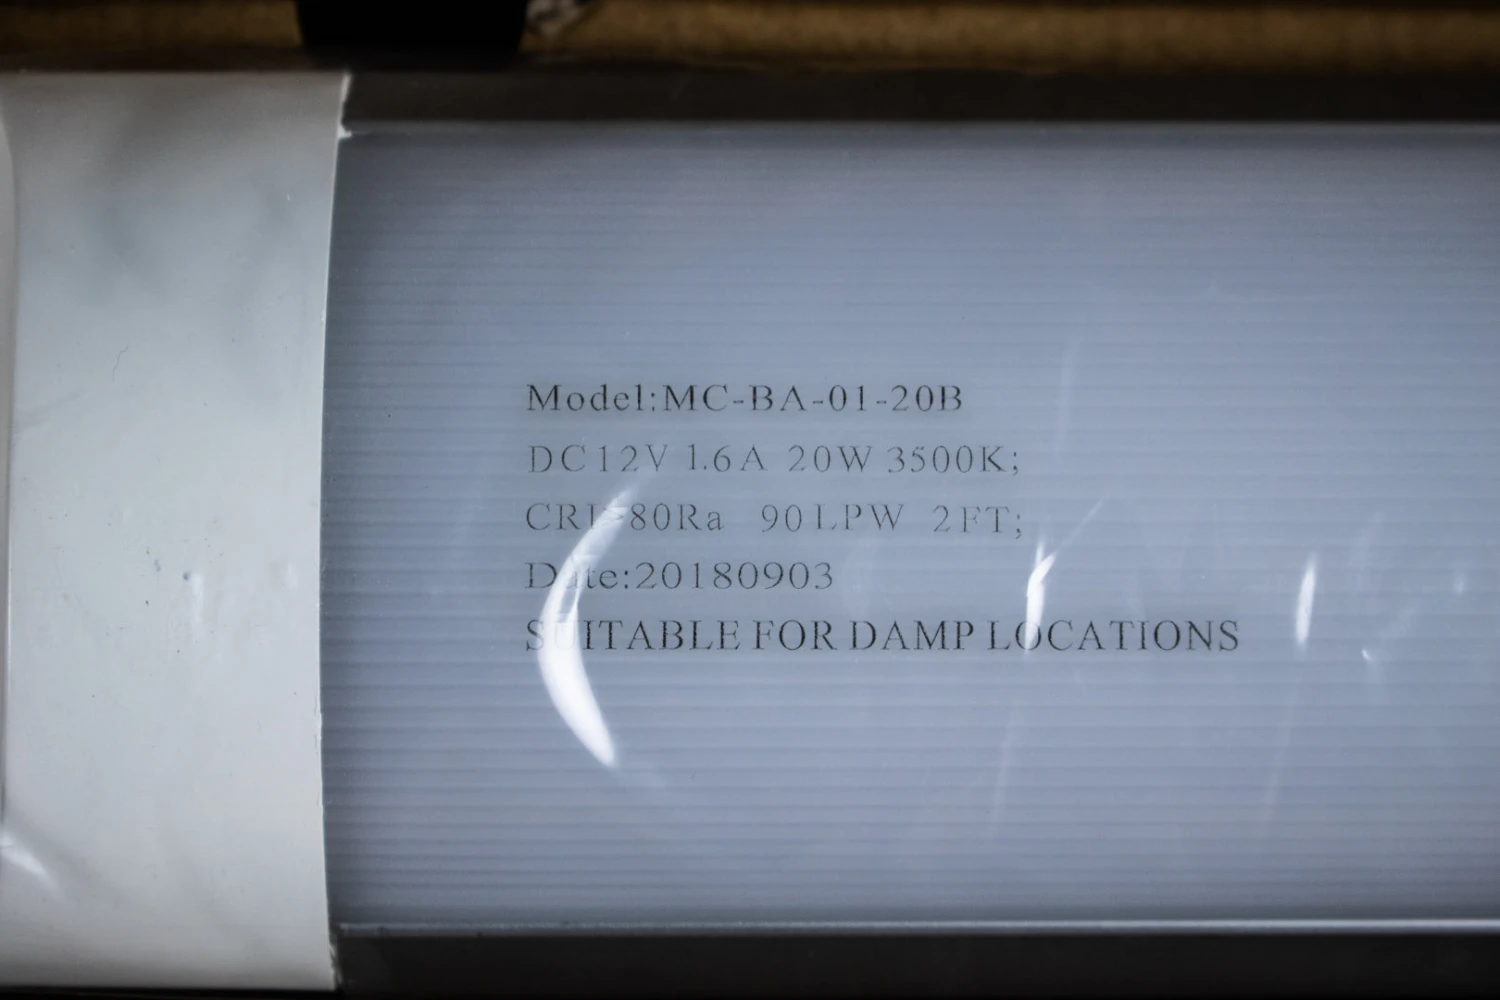 Model:MC-BA-01-20B
DC12V 1.6A 20W 3500K;
CRI>80Ra 90LPW 2FT;
Date:20180903
SUITABLE FOR DAMP LOCATIONS